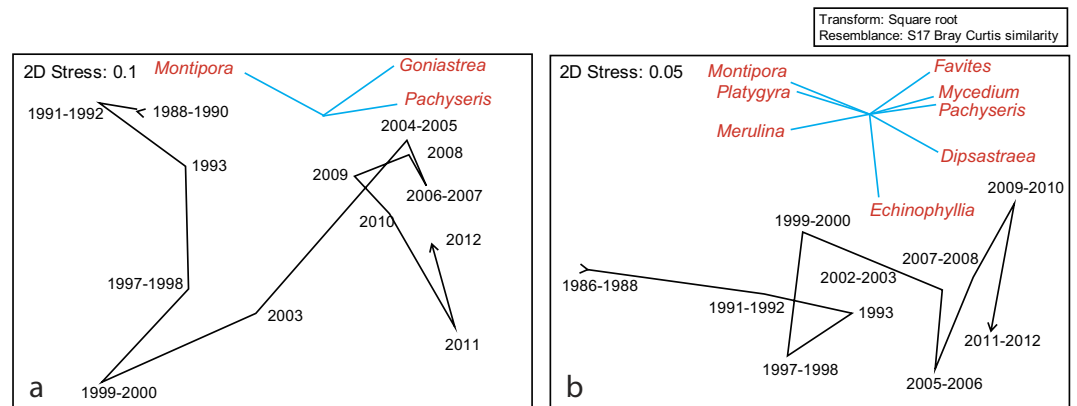 Transform: Square root
Resemblance: S17 Bray Curtis similarity
2D Stress: 0.1
Montipora
Goniastrea
Pachyseris
1991-1992
1988-1990
2004-2005
1993
2008
2009
2006-2007
2010
2012
1997-1998
2003
2011
1999-2000
a
2D Stress: 0.05
Montipora
Favites
Platygyra
Mycedium
Pachyseris
Merulina
Dipsastraea
Echinophyllia
2009-2010
1999-2000
2007-2008
2002-2003
1986-1988
1991-1992
1993
2011-2012
1997-1998
2005-2006
b